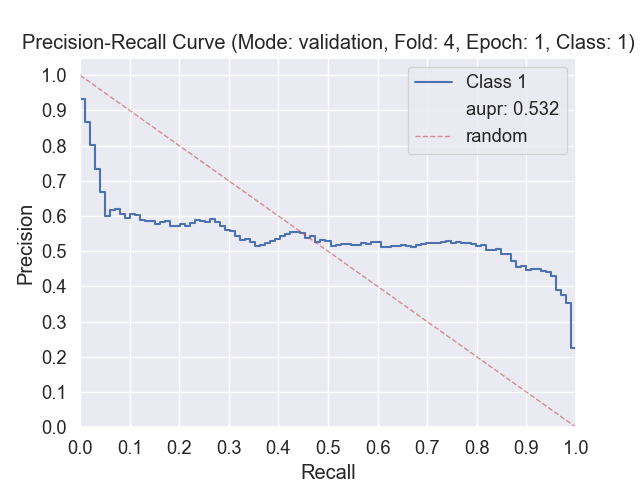 Precision-Recall Curve (Mode: validation, Fold: 4, Epoch: 1, Class: 1)
1.0
0.9
0.8
0.7
0.6
0.5
0.4
0.3
0.2
0.1
0.0
Precision
Class 1
aupr: 0.532
random
0.0 0.1 0.2 0.3 0.4 0.5 0.6 0.7 0.8 0.9 1.0
Recall